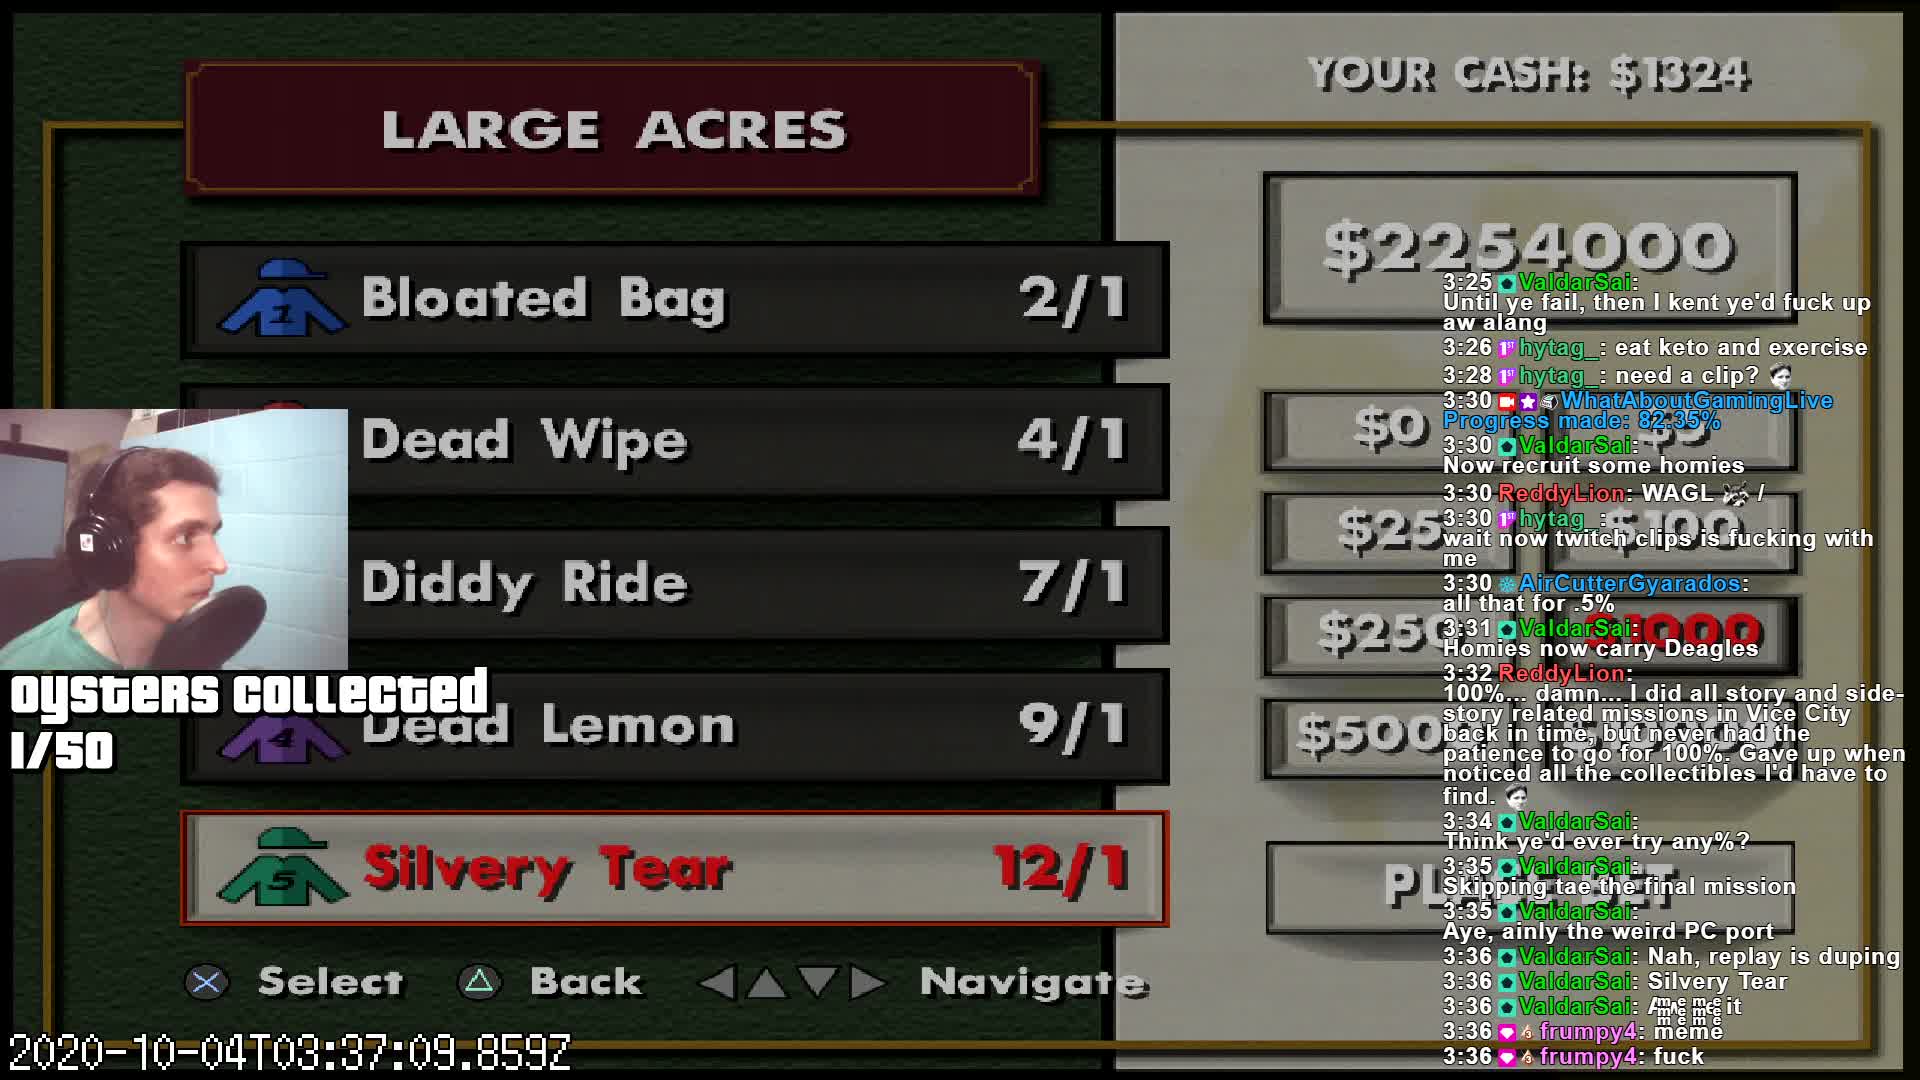 YOUR CASH: $1324
LARGE ACRES
$2254000
1 Bloated Bag 2/1
Dead Wipe 4/1
Diddy Ride 7/1
4 Dead Lemon 9/1
5 Silvery Tear 12/1
$0
$25
$100
$250
$1000
$500
Select Back Navigate
oysters collected
1/50
2020-10-04T03:37:09.859Z
3:25 ValdarSai:
Until ye fail, then I kent ye'd fuck up
aw alang
3:26 1ST hytag_: eat keto and exercise
3:28 1ST hytag_: need a clip?
3:30 WhatAboutGamingLive
Progress made: 82.35%
3:30 ValdarSai:
Now recruit some homies
3:30 ReddyLion: WAGL /
3:30 1ST hytag_:
wait now twitch clips is fucking with
me
3:30 AirCutterGyarados:
all that for .5%
3:31 ValdarSai:
Homies now carry Deagles
3:32 ReddyLion:
100%... damn... I did all story and side-
story related missions in Vice City
back in time, but never had the
patience to go for 100%. Gave up when
noticed all the collectibles I'd have to
find.
3:34 ValdarSai:
Think ye'd ever try any%?
3:35 ValdarSai:
Skipping tae the final mission
3:35 ValdarSai:
Aye, ainly the weird PC port
3:36 ValdarSai: Nah, replay is duping
3:36 ValdarSai: Silvery Tear
3:36 ValdarSai: it
3:36 frumpy4: meme
3:36 frumpy4: fuck